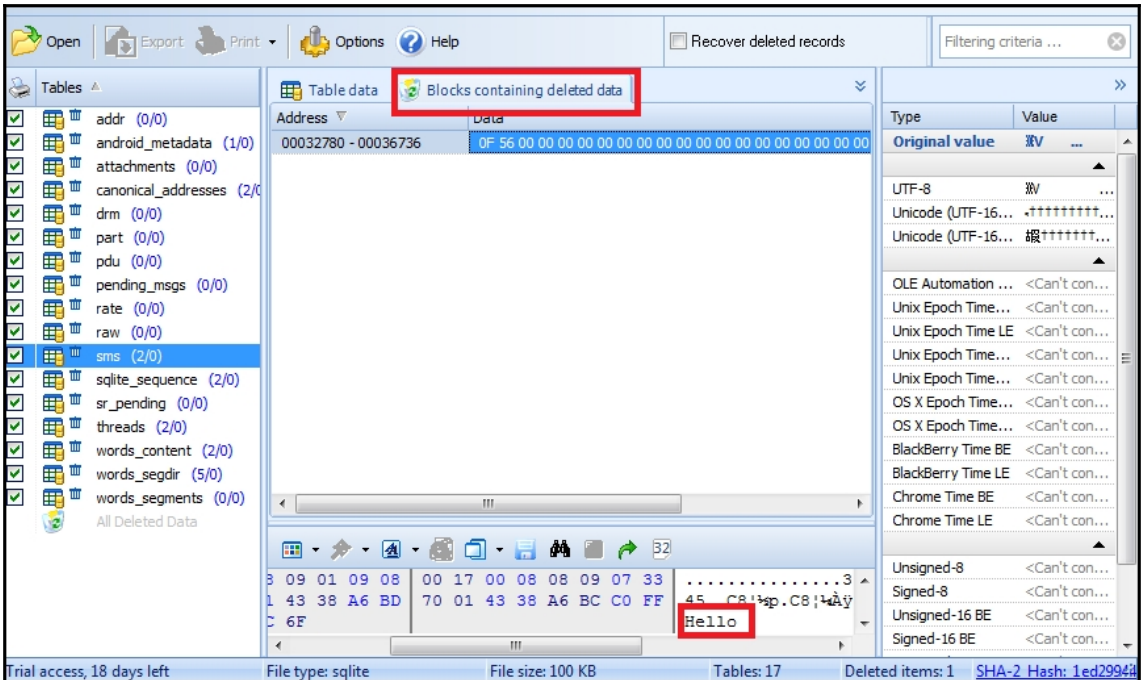 Open Export Print Options Help Recover deleted records Filtering criteria ...
Tables
addr (0/0)
android_metadata (1/0)
attachments (0/0)
canonical_addresses (2/0
drm (0/0)
part (0/0)
pdu (0/0)
pending_msgs (0/0)
rate (0/0)
raw (0/0)
sms (2/0)
sqlite_sequence (2/0)
sr_pending (0/0)
threads (2/0)
words_content (2/0)
words_segdir (5/0)
words_segments (0/0)
All Deleted Data
Table data Blocks containing deleted data
Address Data
00032780 - 00036736 0F 56 00 00 00 00 00 00 00 00 00 00 00 00 00 00 00 00 00 00 00
32
09 01 09 08 00 17 00 08 08 09 07 33 ...............3
43 38 A6 BD 70 01 43 38 A6 BC C0 FF
6F Hello
Type Value
Original value ...
UTF-8 ...
Unicode (UTF-16...
Unicode (UTF-16...
OLE Automation ... <Can't con...
Unix Epoch Time... <Can't con...
Unix Epoch Time LE <Can't con...
Unix Epoch Time... <Can't con...
Unix Epoch Time... <Can't con...
OS X Epoch Time... <Can't con...
OS X Epoch Time... <Can't con...
BlackBerry Time BE <Can't con...
BlackBerry Time LE <Can't con...
Chrome Time BE <Can't con...
Chrome Time LE <Can't con...
Unsigned-8 <Can't con...
Signed-8 <Can't con...
Unsigned-16 BE <Can't con...
Signed-16 BE <Can't con...
Trial access, 18 days left File type: sqlite File size: 100 KB Tables: 17 Deleted items: 1 SHA-2 Hash: 1ed2994